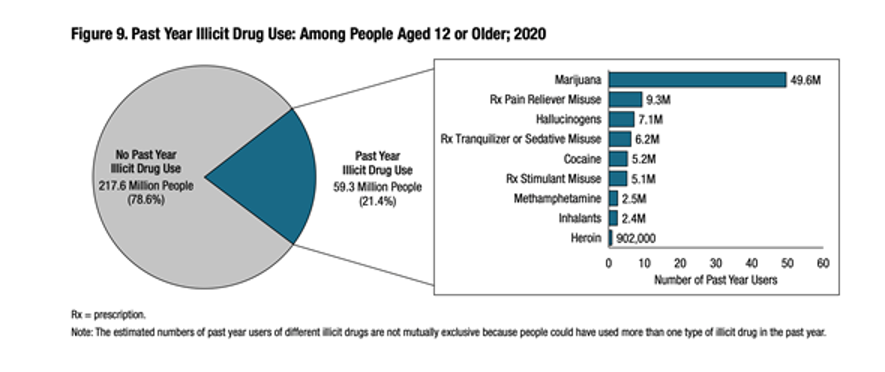 Figure 9. Past Year Illicit Drug Use: Among People Aged 12 or Older; 2020
No Past Year
Illicit Drug Use
217.6 Million People
(78.6%)
Past Year
Illicit Drug Use
59.3 Million People
(21.4%)
Marijuana 49.6M
Rx Pain Reliever Misuse 9.3M
Hallucinogens 7.1M
Rx Tranquilizer or Sedative Misuse 6.2M
Cocaine 5.2M
Rx Stimulant Misuse 5.1M
Methamphetamine 2.5M
Inhalants 2.4M
Heroin 902,000
0 10 20 30 40 50 60
Number of Past Year Users
Rx = prescription.
Note: The estimated numbers of past year users of different illicit drugs are not mutually exclusive because people could have used more than one type of illicit drug in the past year.